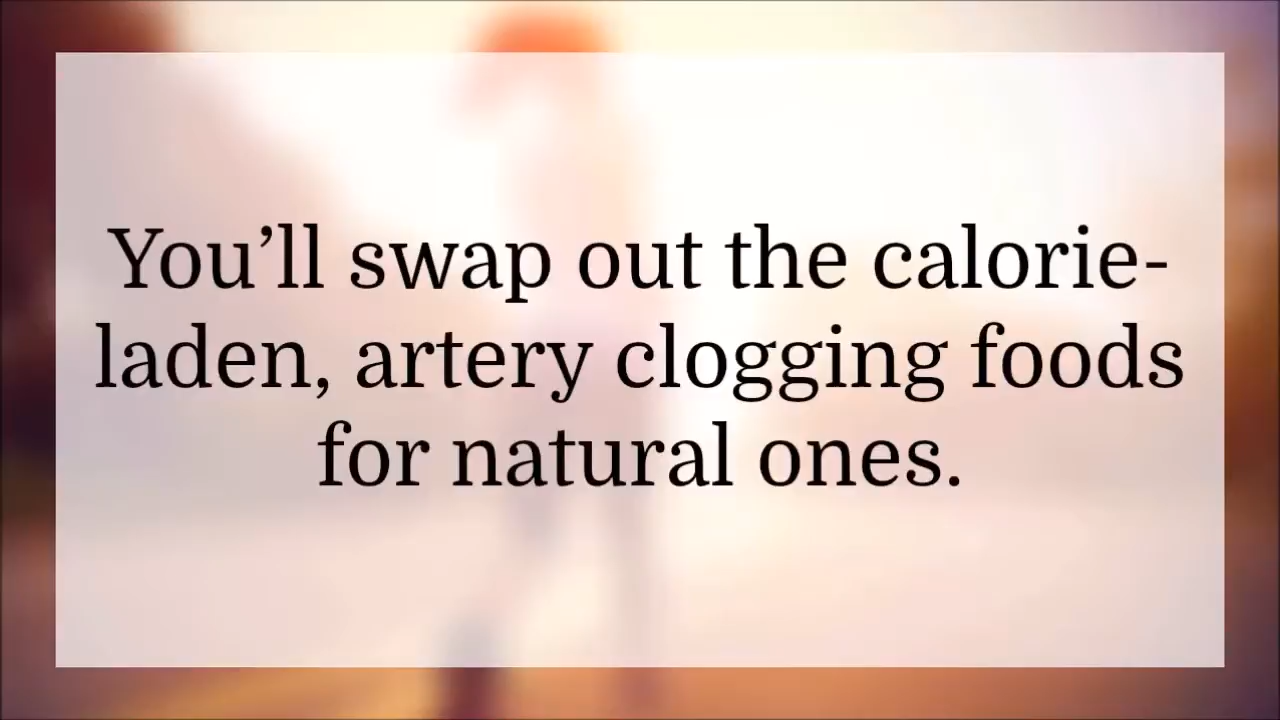 You’ll swap out the calorie-
laden, artery clogging foods
for natural ones.